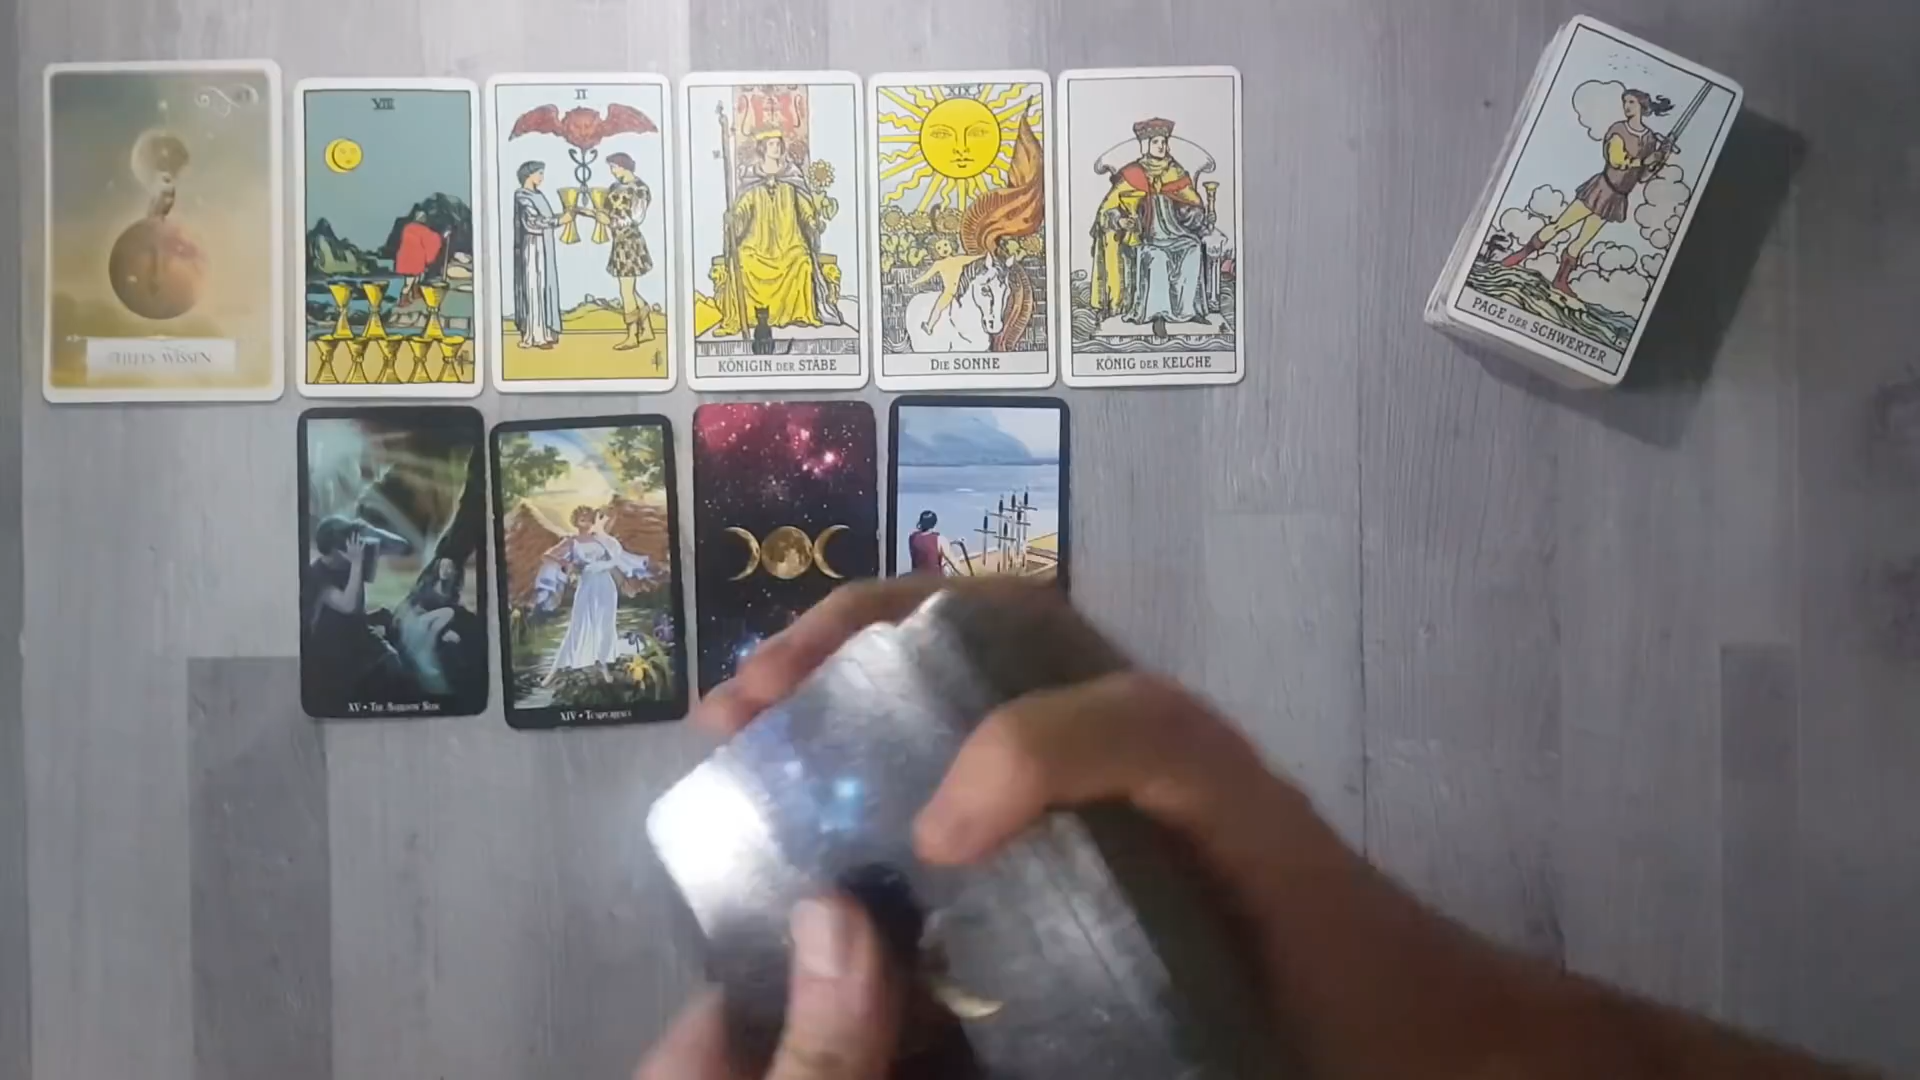 TIEFES WISSEN
VIII
II
KÖNIGIN DER STÄBE
XIX
DIE SONNE
KÖNIG DER KELCHE
PAGE DER SCHWERTER
XV • THE SHADOW SIDE
XIV • TEMPERANCE